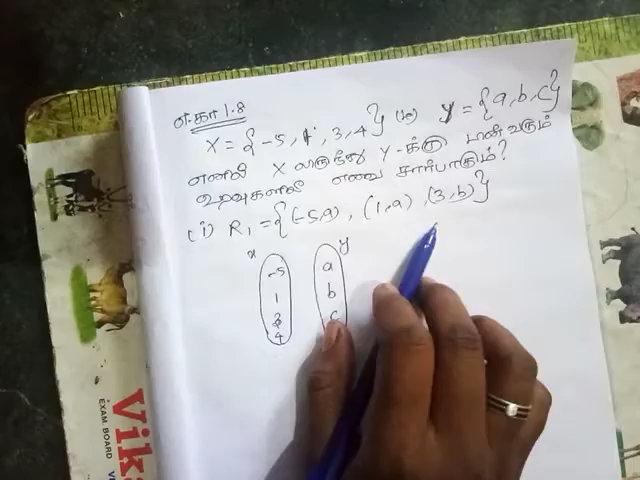 எ.கா 1.8
X = {-5, 1, 3, 4} Y = {a, b, c}
எனில் X லிருந்து Y-க்கு பின் வரும்
உறவுகளில் எவை சார்பாகும்?
(i) R₁ = {(-5,a), (1,a), (3,b)}
x y
-5 a
1 b
3 c
4
Vik
EXAM. BOARD